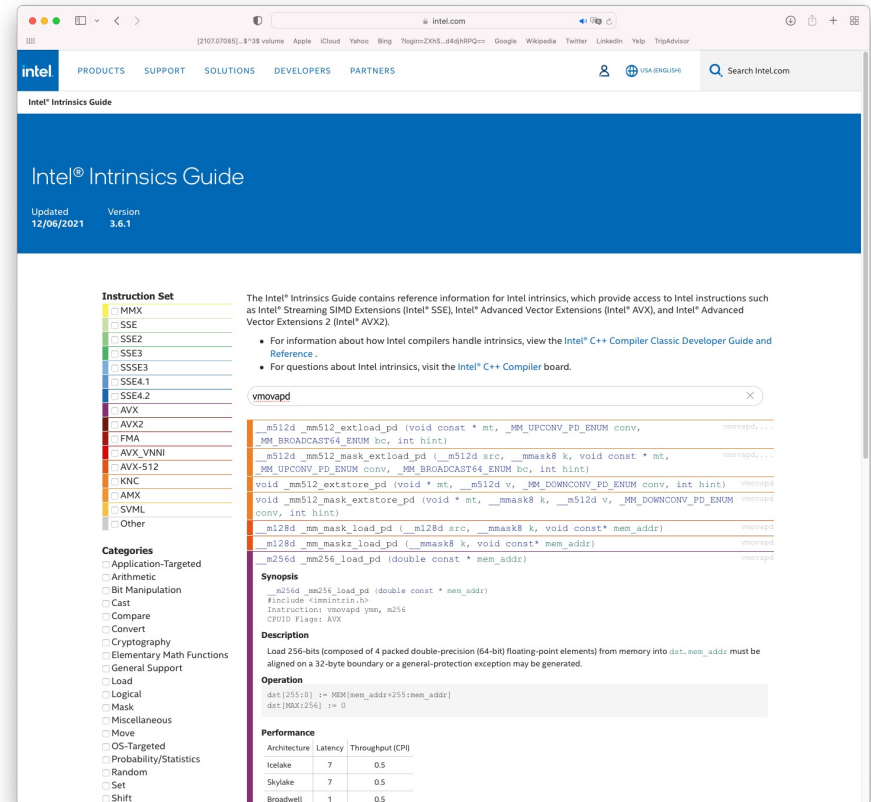 intel.com
[2107.07085]...$^3$ volume Apple iCloud Yahoo Bing ?login=ZXhS...d4djhRPQ== Google Wikipedia Twitter LinkedIn Yelp TripAdvisor
intel. PRODUCTS SUPPORT SOLUTIONS DEVELOPERS PARTNERS USA (ENGLISH) Search Intel.com
Intel® Intrinsics Guide
Intel® Intrinsics Guide
Updated Version
12/06/2021 3.6.1
Instruction Set
MMX
SSE
SSE2
SSE3
SSSE3
SSE4.1
SSE4.2
AVX
AVX2
FMA
AVX_VNNI
AVX-512
KNC
AMX
SVML
Other
Categories
Application-Targeted
Arithmetic
Bit Manipulation
Cast
Compare
Convert
Cryptography
Elementary Math Functions
General Support
Load
Logical
Mask
Miscellaneous
Move
OS-Targeted
Probability/Statistics
Random
Set
Shift
The Intel® Intrinsics Guide contains reference information for Intel intrinsics, which provide access to Intel instructions such
as Intel® Streaming SIMD Extensions (Intel® SSE), Intel® Advanced Vector Extensions (Intel® AVX), and Intel® Advanced
Vector Extensions 2 (Intel® AVX2).
• For information about how Intel compilers handle intrinsics, view the Intel® C++ Compiler Classic Developer Guide and
Reference .
• For questions about Intel intrinsics, visit the Intel® C++ Compiler board.
vmovapd
__m512d _mm512_extload_pd (void const * mt, _MM_UPCONV_PD_ENUM conv, vmovapd,...
_MM_BROADCAST64_ENUM bc, int hint)
__m512d _mm512_mask_extload_pd (__m512d src, __mmask8 k, void const * mt, vmovapd,...
_MM_UPCONV_PD_ENUM conv, _MM_BROADCAST64_ENUM bc, int hint)
void _mm512_extstore_pd (void * mt, __m512d v, _MM_DOWNCONV_PD_ENUM conv, int hint) vmovapd
void _mm512_mask_extstore_pd (void * mt, __mmask8 k, __m512d v, _MM_DOWNCONV_PD_ENUM vmovapd
conv, int hint)
__m128d _mm_mask_load_pd (__m128d src, __mmask8 k, void const* mem_addr) vmovapd
__m128d _mm_maskz_load_pd (__mmask8 k, void const* mem_addr) vmovapd
__m256d _mm256_load_pd (double const * mem_addr) vmovapd
Synopsis
__m256d _mm256_load_pd (double const * mem_addr)
#include <immintrin.h>
Instruction: vmovapd ymm, m256
CPUID Flags: AVX
Description
Load 256-bits (composed of 4 packed double-precision (64-bit) floating-point elements) from memory into dst. mem_addr must be
aligned on a 32-byte boundary or a general-protection exception may be generated.
Operation
dst[255:0] := MEM[mem_addr+255:mem_addr]
dst[MAX:256] := 0
Performance
Architecture Latency Throughput (CPI)
Icelake 7 0.5
Skylake 7 0.5
Broadwell 1 0.5